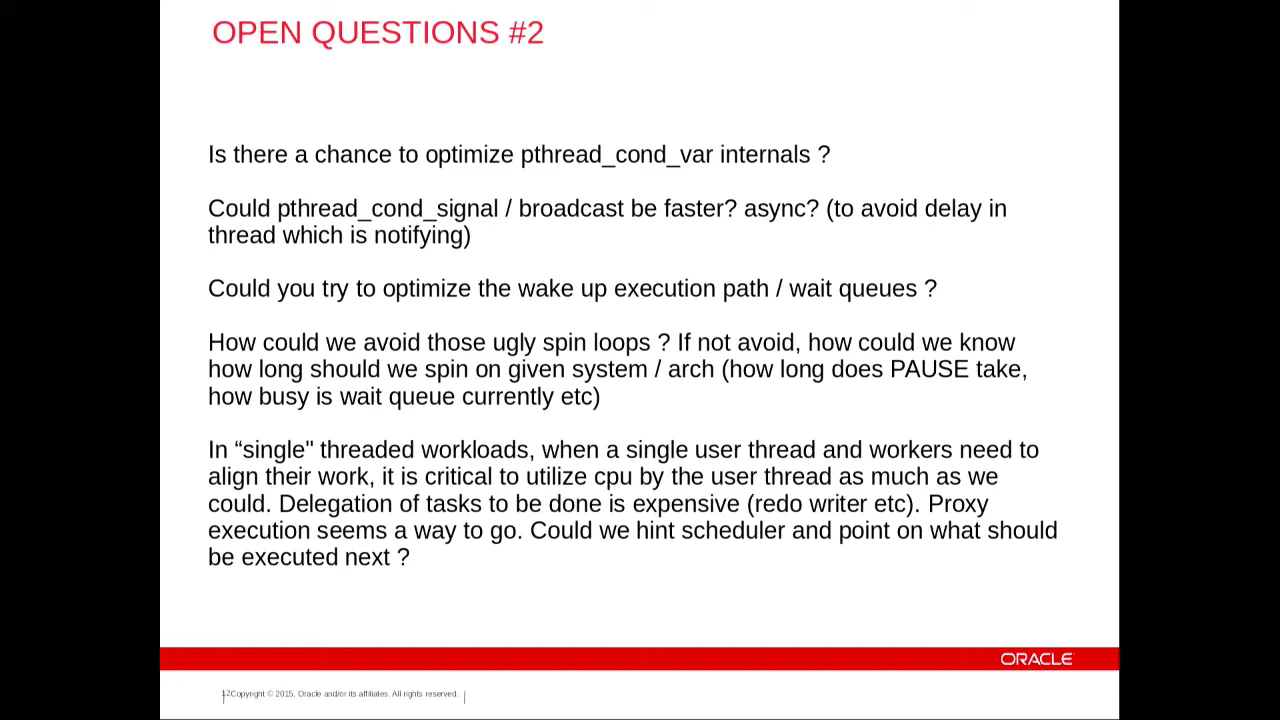 OPEN QUESTIONS #2
Is there a chance to optimize pthread_cond_var internals ?
Could pthread_cond_signal / broadcast be faster? async? (to avoid delay in
thread which is notifying)
Could you try to optimize the wake up execution path / wait queues ?
How could we avoid those ugly spin loops ? If not avoid, how could we know
how long should we spin on given system / arch (how long does PAUSE take,
how busy is wait queue currently etc)
In “single" threaded workloads, when a single user thread and workers need to
align their work, it is critical to utilize cpu by the user thread as much as we
could. Delegation of tasks to be done is expensive (redo writer etc). Proxy
execution seems a way to go. Could we hint scheduler and point on what should
be executed next ?
ORACLE
12Copyright © 2015, Oracle and/or its affiliates. All rights reserved.